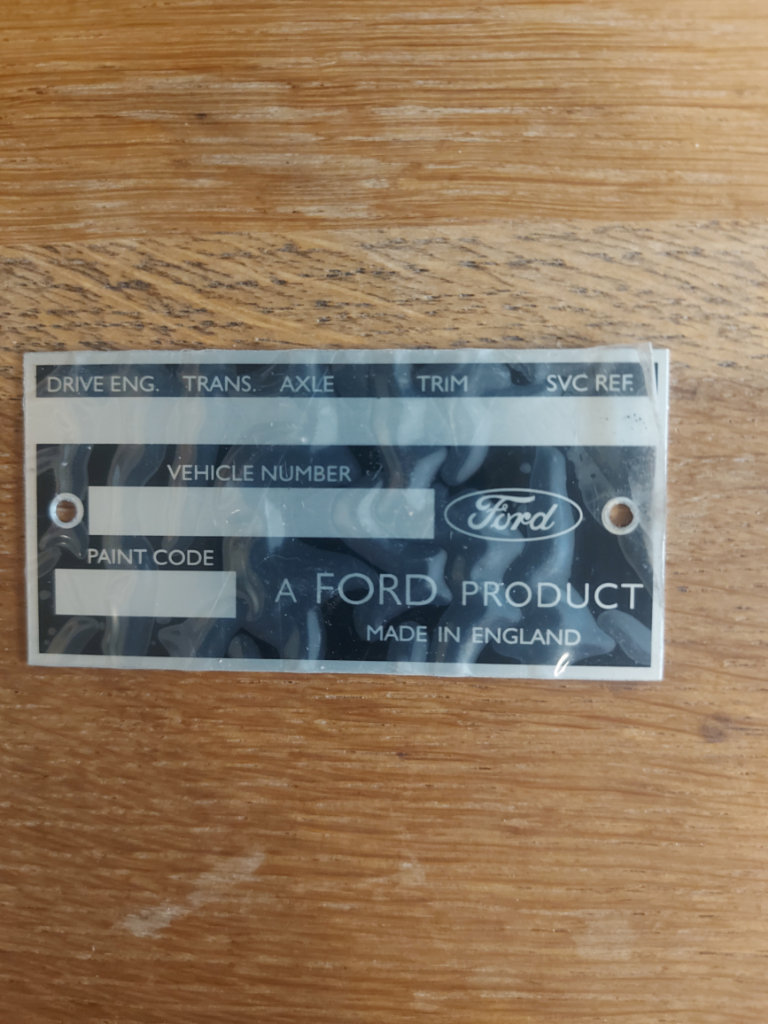 DRIVE ENG. TRANS. AXLE TRIM SVC REF.
VEHICLE NUMBER
Ford
PAINT CODE
A FORD PRODUCT
MADE IN ENGLAND